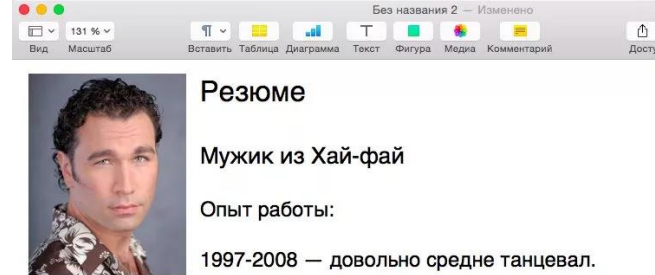 Без названия 2 — Изменено
131 %
Вид Масштаб Вставить Таблица Диаграмма Текст Фигура Медиа Комментарий
Резюме
Мужик из Хай-фай
Опыт работы:
1997-2008 — довольно средне танцевал.